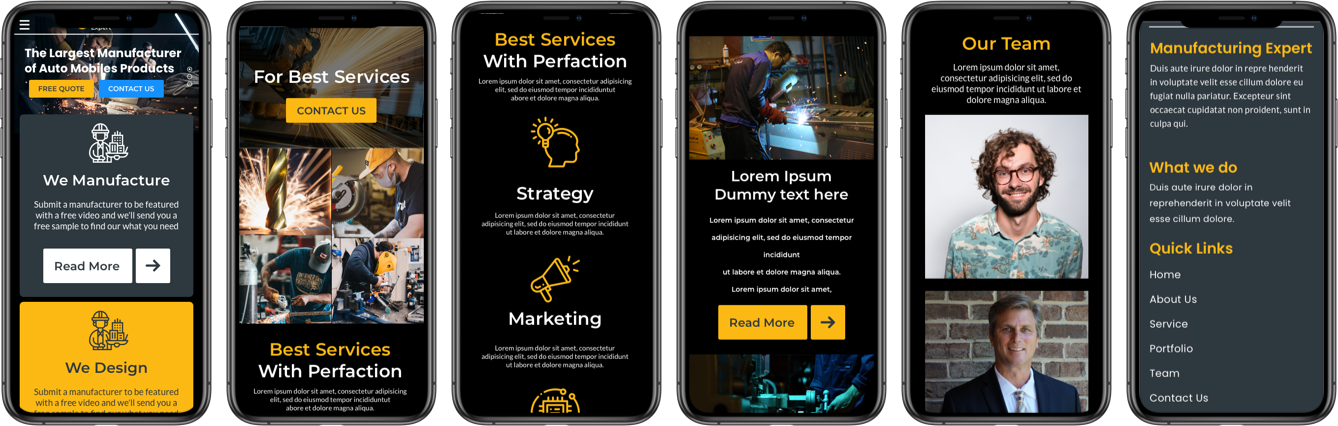 Expert
The Largest Manufacturer
of Auto Mobiles Products
FREE QUOTE
CONTACT US
We Manufacture
Submit a manufacturer to be featured
with a free video and we'll send you a
free sample to find our what you need
Read More
We Design
Submit a manufacturer to be featured
with a free video and we'll send you a
For Best Services
CONTACT US
Best Services
With Perfaction
Lorem ipsum dolor sit amet, consectetur adipisicing
elit, sed do eiusmod tempor incididunt
ut labore et dolore magna aliqua.
Best Services
With Perfaction
Lorem ipsum dolor sit amet, consectetur adipisicing
elit, sed do eiusmod tempor incididuntut
abore et dolore magna aliqua.
Strategy
Lorem ipsum dolor sit amet, consectetur
adipisicing elit, sed do eiusmod tempor incididunt
ut labore et dolore magna aliqua.
Marketing
Lorem ipsum dolor sit amet, consectetur
adipisicing elit, sed do eiusmod tempor incididunt
ut labore et dolore magna aliqua.
Lorem Ipsum
Dummy text here
Lorem ipsum dolor sit amet, consectetur
adipisicing elit, sed do eiusmod tempor
incididunt
ut labore et dolore magna aliqua.
Lorem ipsum dolor sit amet,
Read More
Our Team
Lorem ipsum dolor sit amet,
consectetur adipisicing elit, sed do
eiusmod tempor incididunt ut labore et
dolore magna aliqua.
Manufacturing Expert
Duis aute irure dolor in repre henderit
in voluptate velit esse cillum dolore eu
fugiat nulla pariatur. Excepteur sint
occaecat cupidatat non proident, sunt in
culpa qui.
What we do
Duis aute irure dolor in
reprehenderit in voluptate velit
esse cillum dolore.
Quick Links
Home
About Us
Service
Portfolio
Team
Contact Us